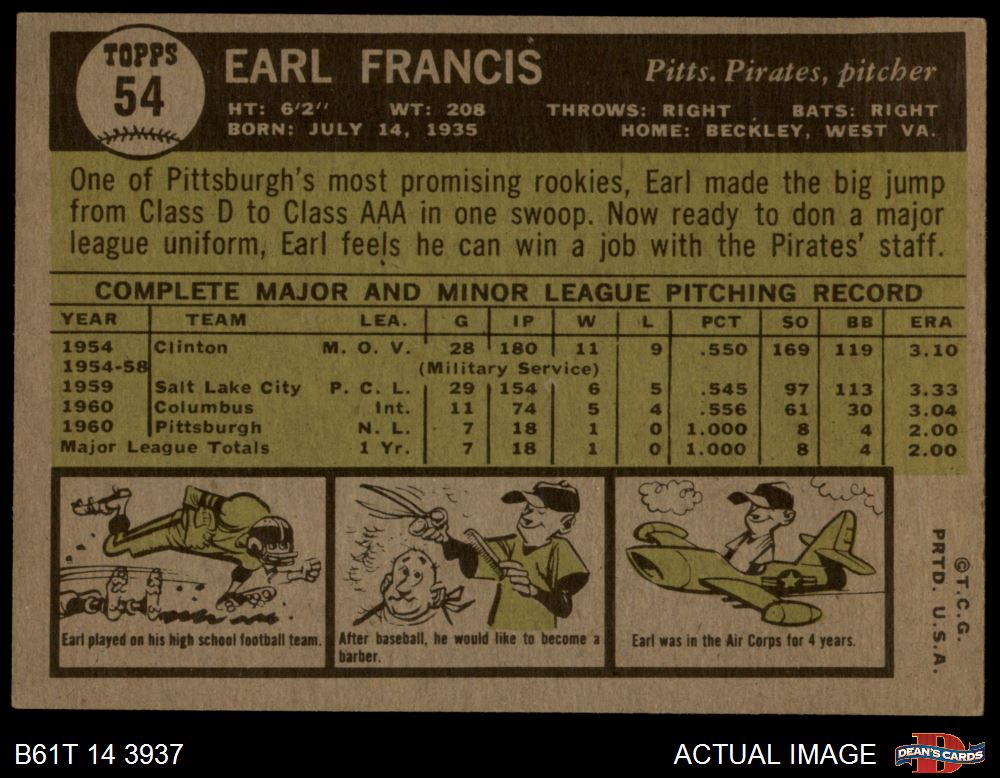 TOPPS
54
EARL FRANCIS
Pitts. Pirates, pitcher
HT: 6'2" WT: 208 THROWS: RIGHT BATS: RIGHT
BORN: JULY 14, 1935 HOME: BECKLEY, WEST VA.
One of Pittsburgh's most promising rookies, Earl made the big jump
from Class D to Class AAA in one swoop. Now ready to don a major
league uniform, Earl feels he can win a job with the Pirates' staff.
COMPLETE MAJOR AND MINOR LEAGUE PITCHING RECORD
YEAR TEAM LEA. G IP W L PCT SO BB ERA
1954 Clinton M. O. V. 28 180 11 9 .550 169 119 3.10
1954-58 (Military Service)
1959 Salt Lake City P. C. L. 29 154 6 5 .545 97 113 3.33
1960 Columbus Int. 11 74 5 4 .556 61 30 3.04
1960 Pittsburgh N. L. 7 18 1 0 1.000 8 4 2.00
Major League Totals 1 Yr. 7 18 1 0 1.000 8 4 2.00
Earl played on his high school football team.
After baseball, he would like to become a
barber.
Earl was in the Air Corps for 4 years.
©T.C.G.
PRTD. U.S.A.
B61T 14 3937
ACTUAL IMAGE
DEAN'S CARDS